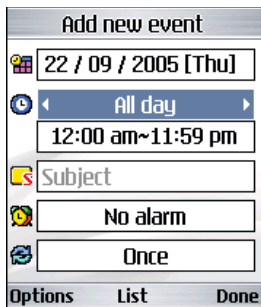 Add new event
22 / 09 / 2005 [Thu]
All day
12:00 am~11:59 pm
Subject
No alarm
Once
Options List Done